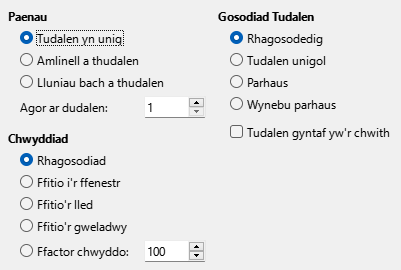 Paenau
Tudalen yn uniq
Amlinell a thudalen
Lluniau bach a thudalen
Agor ar dudalen: 1
Chwyddiad
Rhagosodiad
Ffitio i'r ffenestr
Ffitio'r lled
Ffitio'r gweladwy
Ffactor chwyddo: 100
Gosodiad Tudalen
Rhagosodedig
Tudalen unigol
Parhaus
Wynebu parhaus
Tudalen gyntaf yw'r chwith